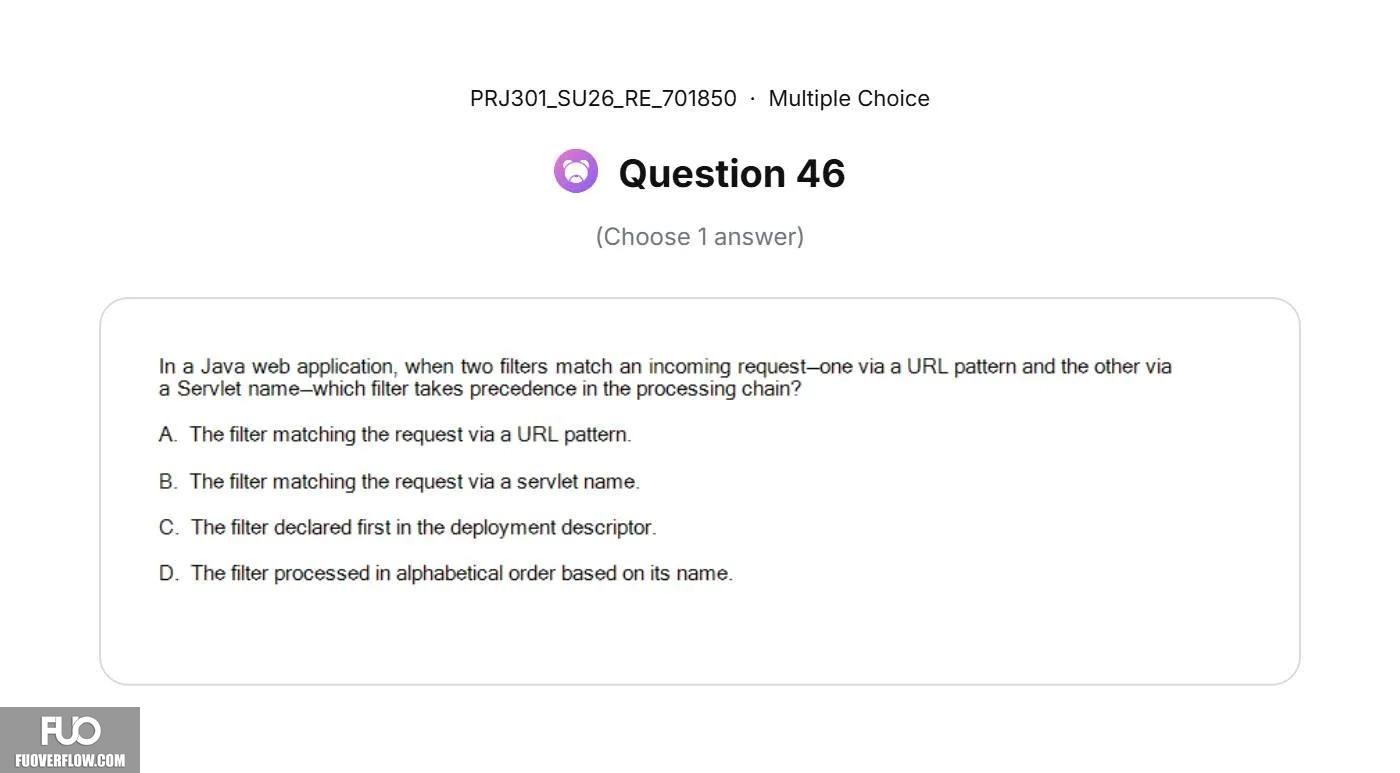 PRJ301_SU26_RE_701850 · Multiple Choice
Question 46
(Choose 1 answer)
In a Java web application, when two filters match an incoming request—one via a URL pattern and the other via
a Servlet name—which filter takes precedence in the processing chain?
A. The filter matching the request via a URL pattern.
B. The filter matching the request via a servlet name.
C. The filter declared first in the deployment descriptor.
D. The filter processed in alphabetical order based on its name.
FUO
FUOVERFLOW.COM